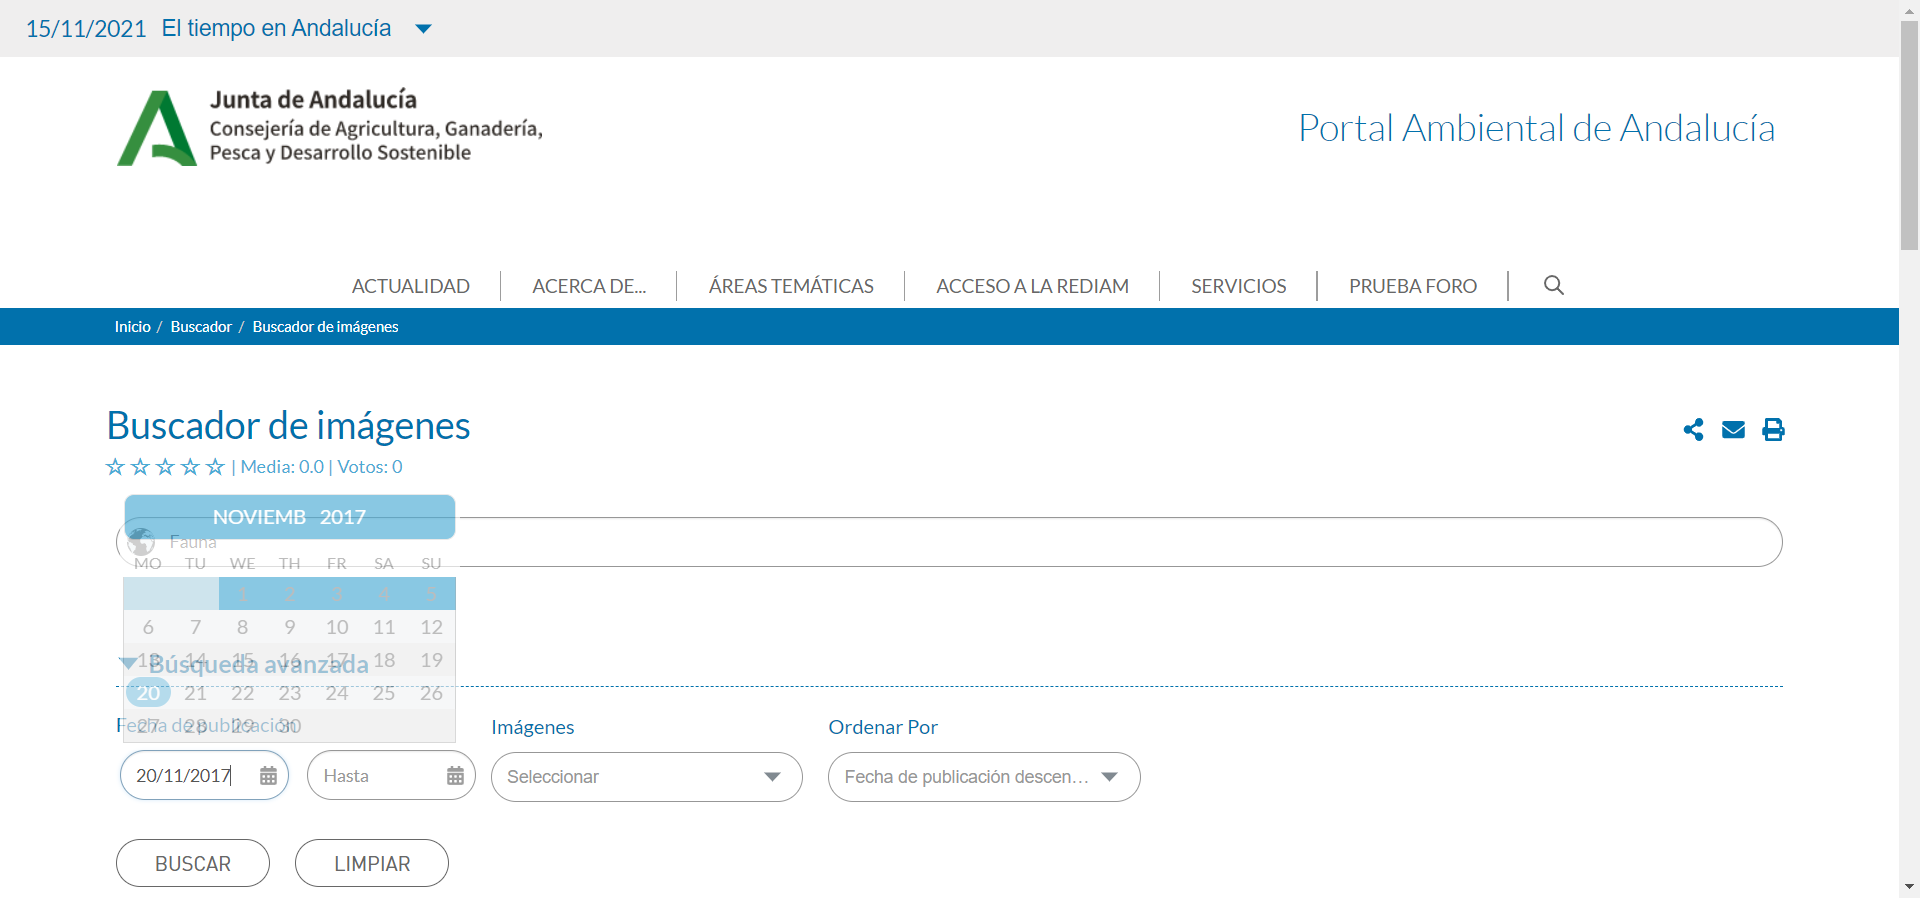 15/11/2021 El tiempo en Andalucía
Junta de Andalucía
Consejería de Agricultura, Ganadería,
Pesca y Desarrollo Sostenible
Portal Ambiental de Andalucía
ACTUALIDAD ACERCA DE... ÁREAS TEMÁTICAS ACCESO A LA REDIAM SERVICIOS PRUEBA FORO
Inicio / Buscador / Buscador de imágenes
Buscador de imágenes
| Media: 0.0 | Votos: 0
NOVIEMB 2017
Fauna
MO TU WE TH FR SA SU
1 2 3 4 5
6 7 8 9 10 11 12
13 14 15 16 17 18 19
Búsqueda avanzada
20 21 22 23 24 25 26
27 28 29 30
Fecha de publicación Imágenes Ordenar Por
20/11/2017 Hasta Seleccionar Fecha de publicación descen...
BUSCAR LIMPIAR